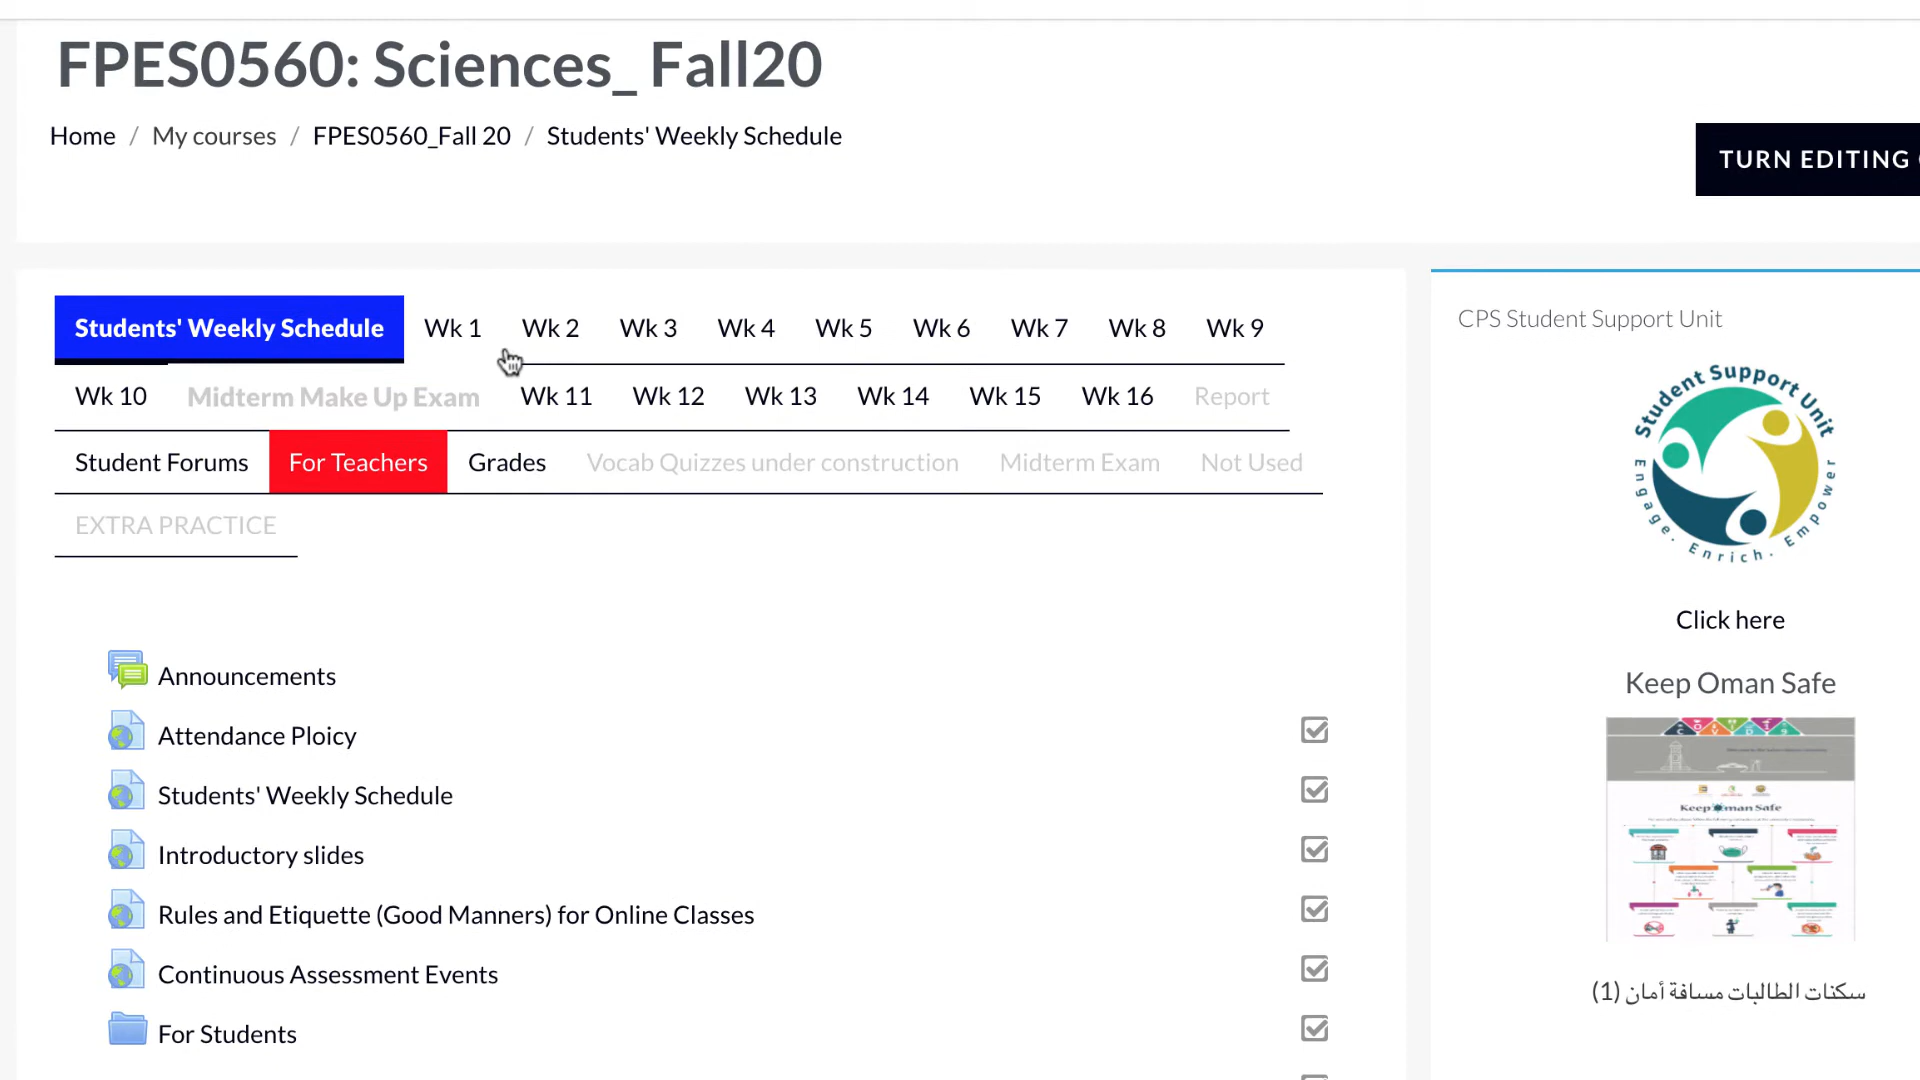 FPES0560: Sciences_ Fall20
Home / My courses / FPES0560_Fall 20 / Students' Weekly Schedule
TURN EDITING
Students' Weekly Schedule Wk 1 Wk 2 Wk 3 Wk 4 Wk 5 Wk 6 Wk 7 Wk 8 Wk 9
Wk 10 Midterm Make Up Exam Wk 11 Wk 12 Wk 13 Wk 14 Wk 15 Wk 16 Report
Student Forums For Teachers Grades Vocab Quizzes under construction Midterm Exam Not Used
EXTRA PRACTICE
Announcements
Attendance Ploicy
Students' Weekly Schedule
Introductory slides
Rules and Etiquette (Good Manners) for Online Classes
Continuous Assessment Events
For Students
CPS Student Support Unit
Student Support Unit
Engage. Enrich. Empower
Click here
Keep Oman Safe
Keep Oman Safe
سكنات الطالبات مسافة أمان (1)